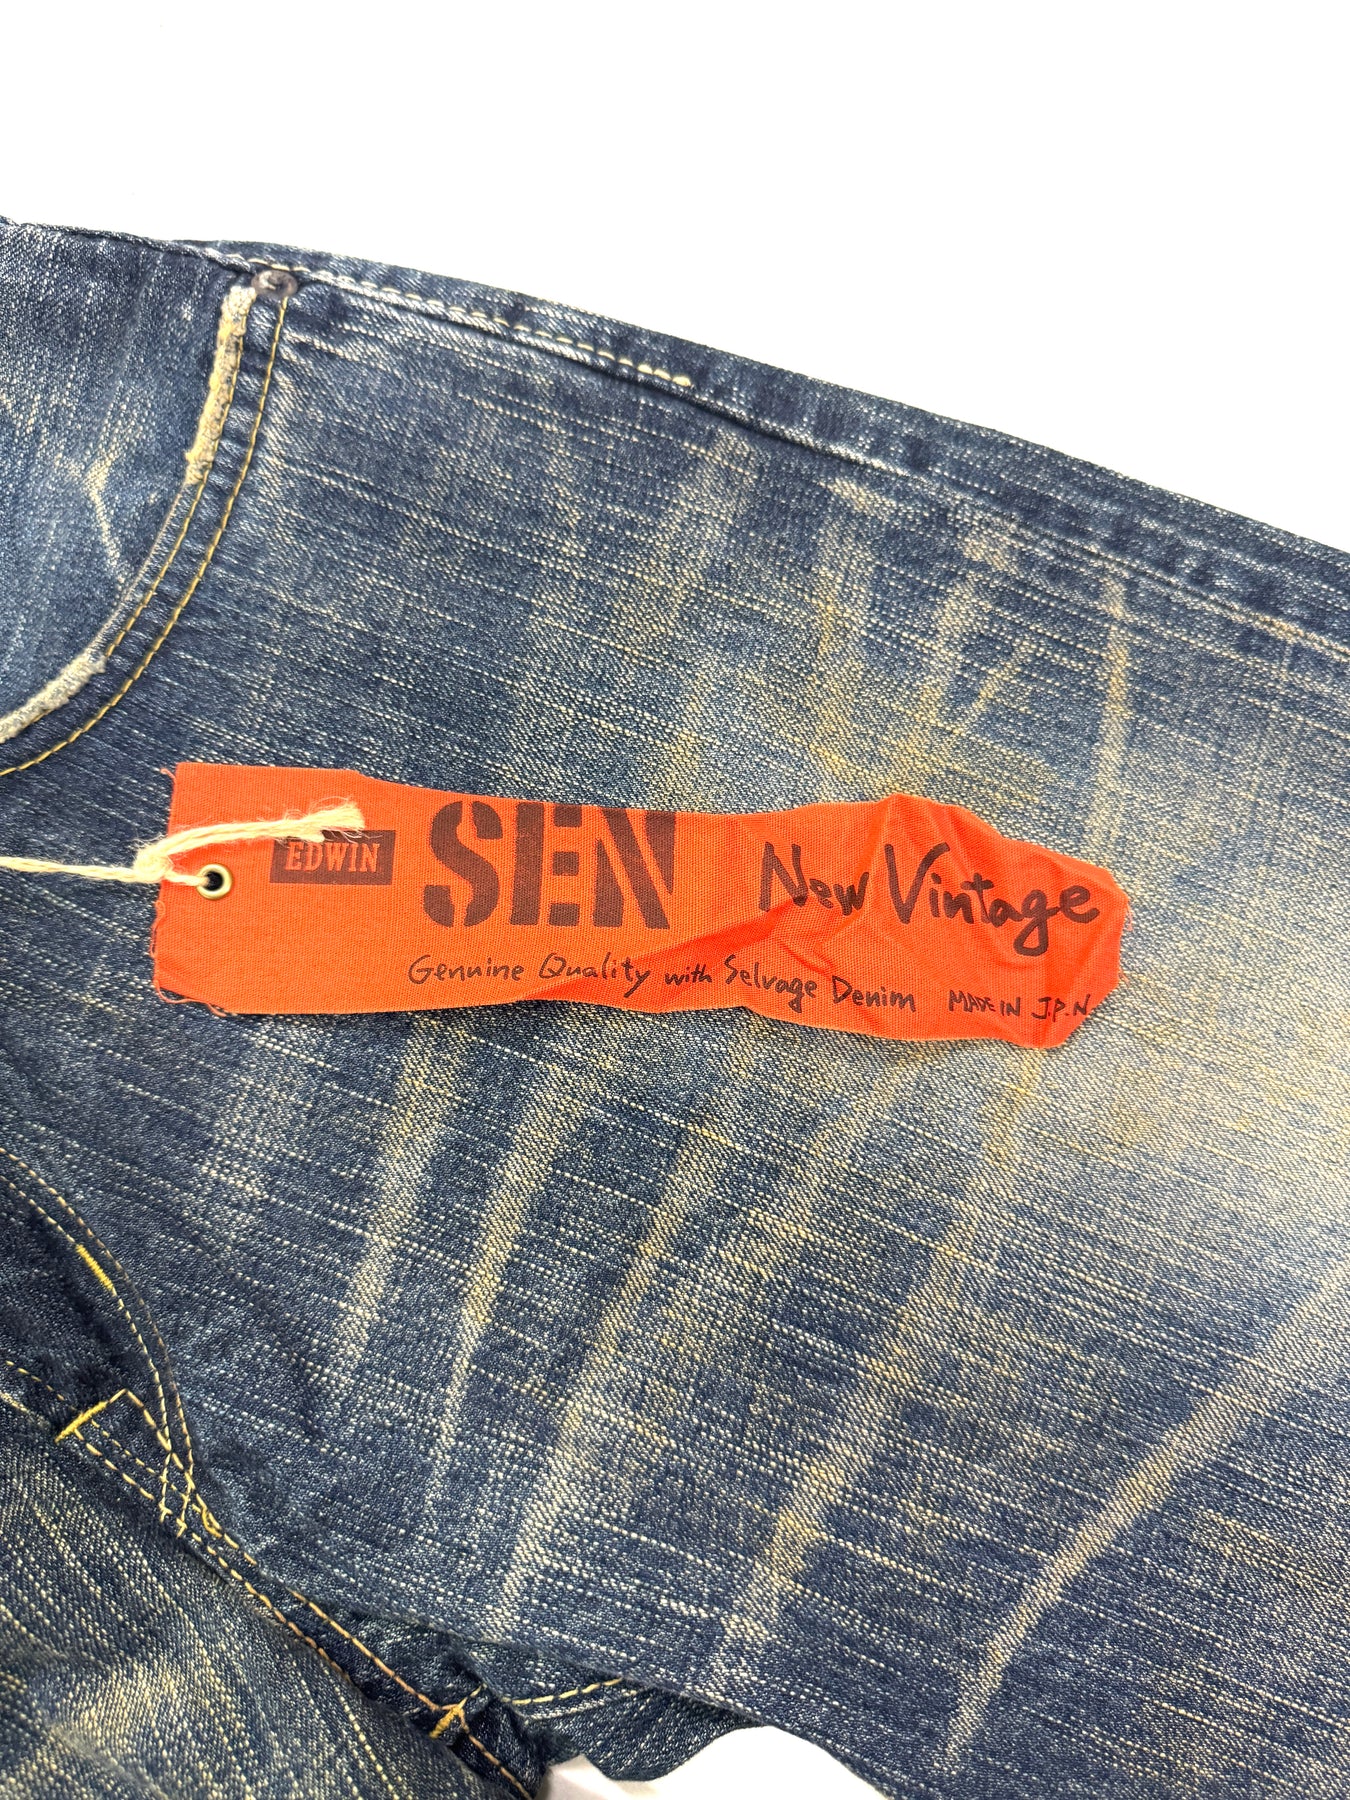 EDWIN SEN New Vintage
Genuine Quality with Selvage Denim MADE IN J.P.N.